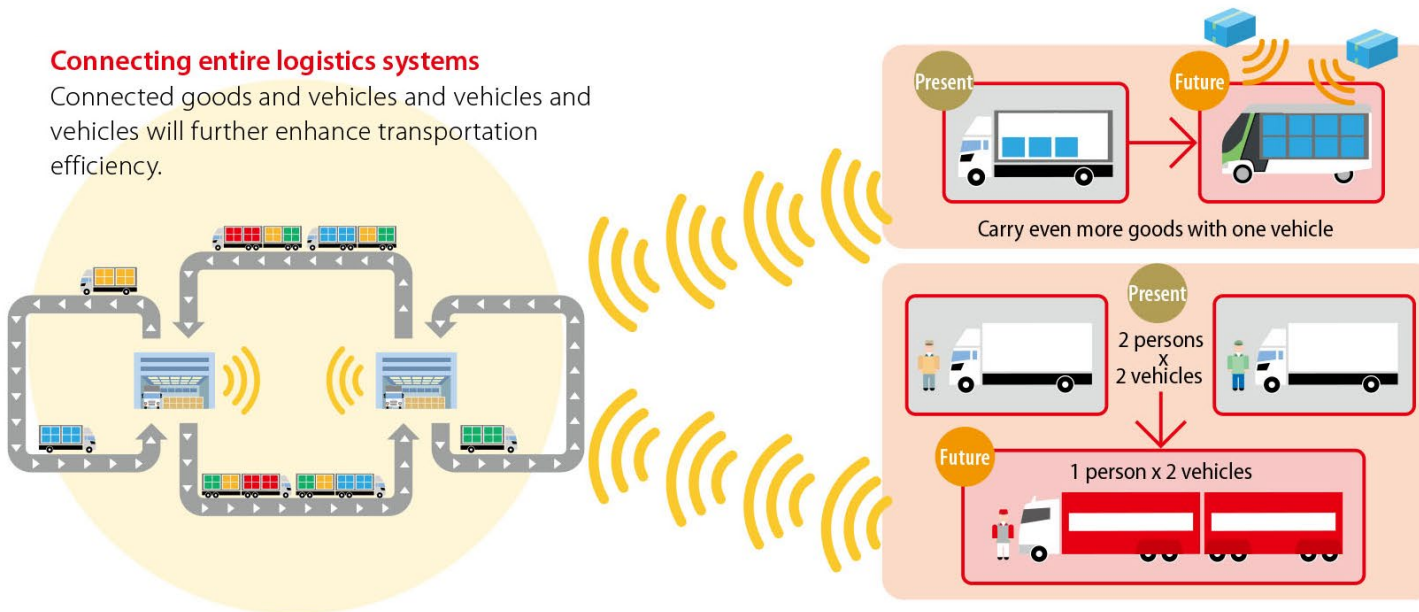 Connecting entire logistics systems
Connected goods and vehicles and vehicles and
vehicles will further enhance transportation
efficiency.
Present
Future
Carry even more goods with one vehicle
Present
2 persons
x
2 vehicles
Future
1 person x 2 vehicles